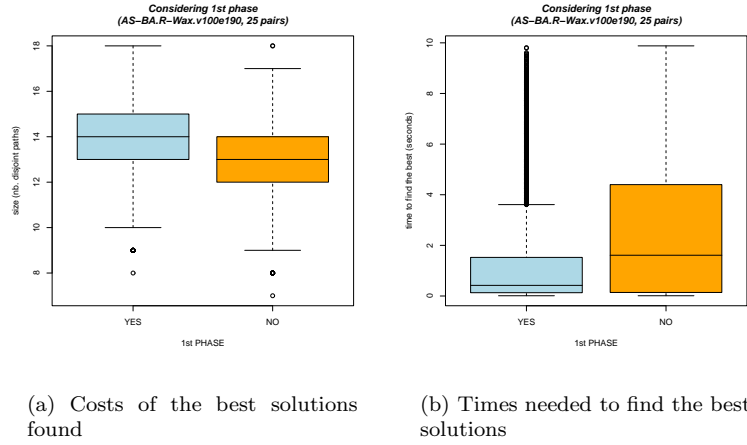 Considering 1st phase
(AS−BA.R−Wax.v100e190, 25 pairs)
size (nb. disjoint paths)
18
16
14
12
10
8
YES
NO
1st PHASE
Considering 1st phase
(AS−BA.R−Wax.v100e190, 25 pairs)
time to find the best (seconds)
10
8
6
4
2
0
YES
NO
1st PHASE
(a) Costs of the best solutions
found
(b) Times needed to find the best
solutions